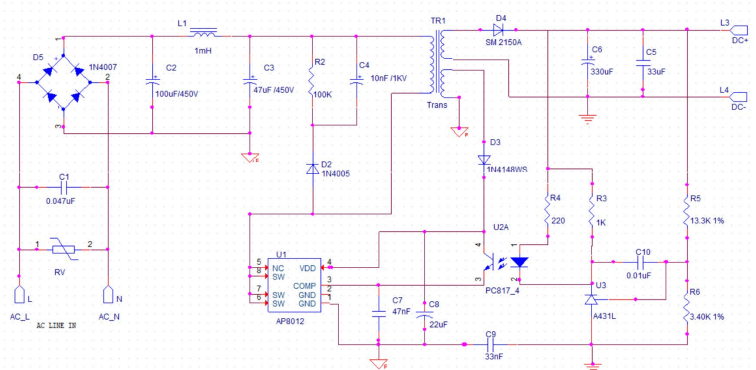 L1
1mH
TR1
Trans
D4
SM 2150A
L3
DC+
L4
DC-
D5
1N4007
1
4
2
3
C2
100uF/450V
C3
47uF /450V
R2
100K
C4
10nF /1KV
C6
330uF
C5
33uF
D2
1N4005
D3
1N4148WS
C1
0.047uF
1
2
RV
L
AC_L
N
AC_N
AC LINE IN
U1
5
8
7
6
NC
SW
SW
SW
VDD
COMP
GND
GND
4
3
2
1
AP8012
U2A
4
3
1
2
PC817_4
R4
220
R3
1K
R5
13.3K 1%
C10
0.01uF
U3
A431L
R6
3.40K 1%
C7
47nF
C8
22uF
C9
33nF